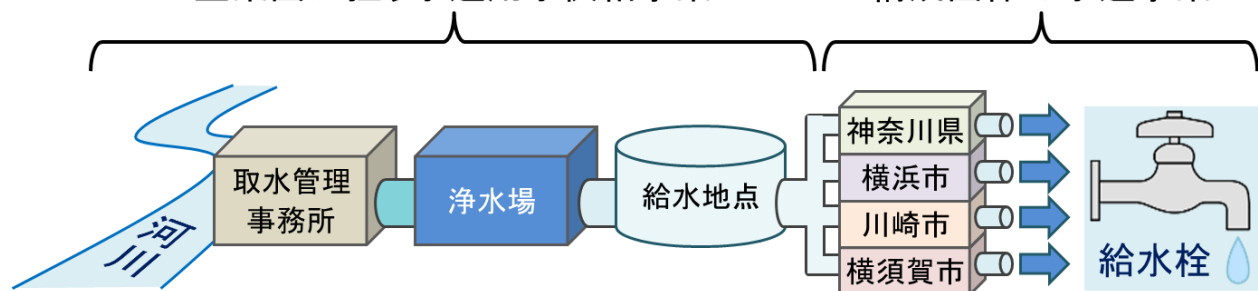 河川
取水管理
事務所
浄水場
給水地点
神奈川県
横浜市
川崎市
横須賀市
給水栓